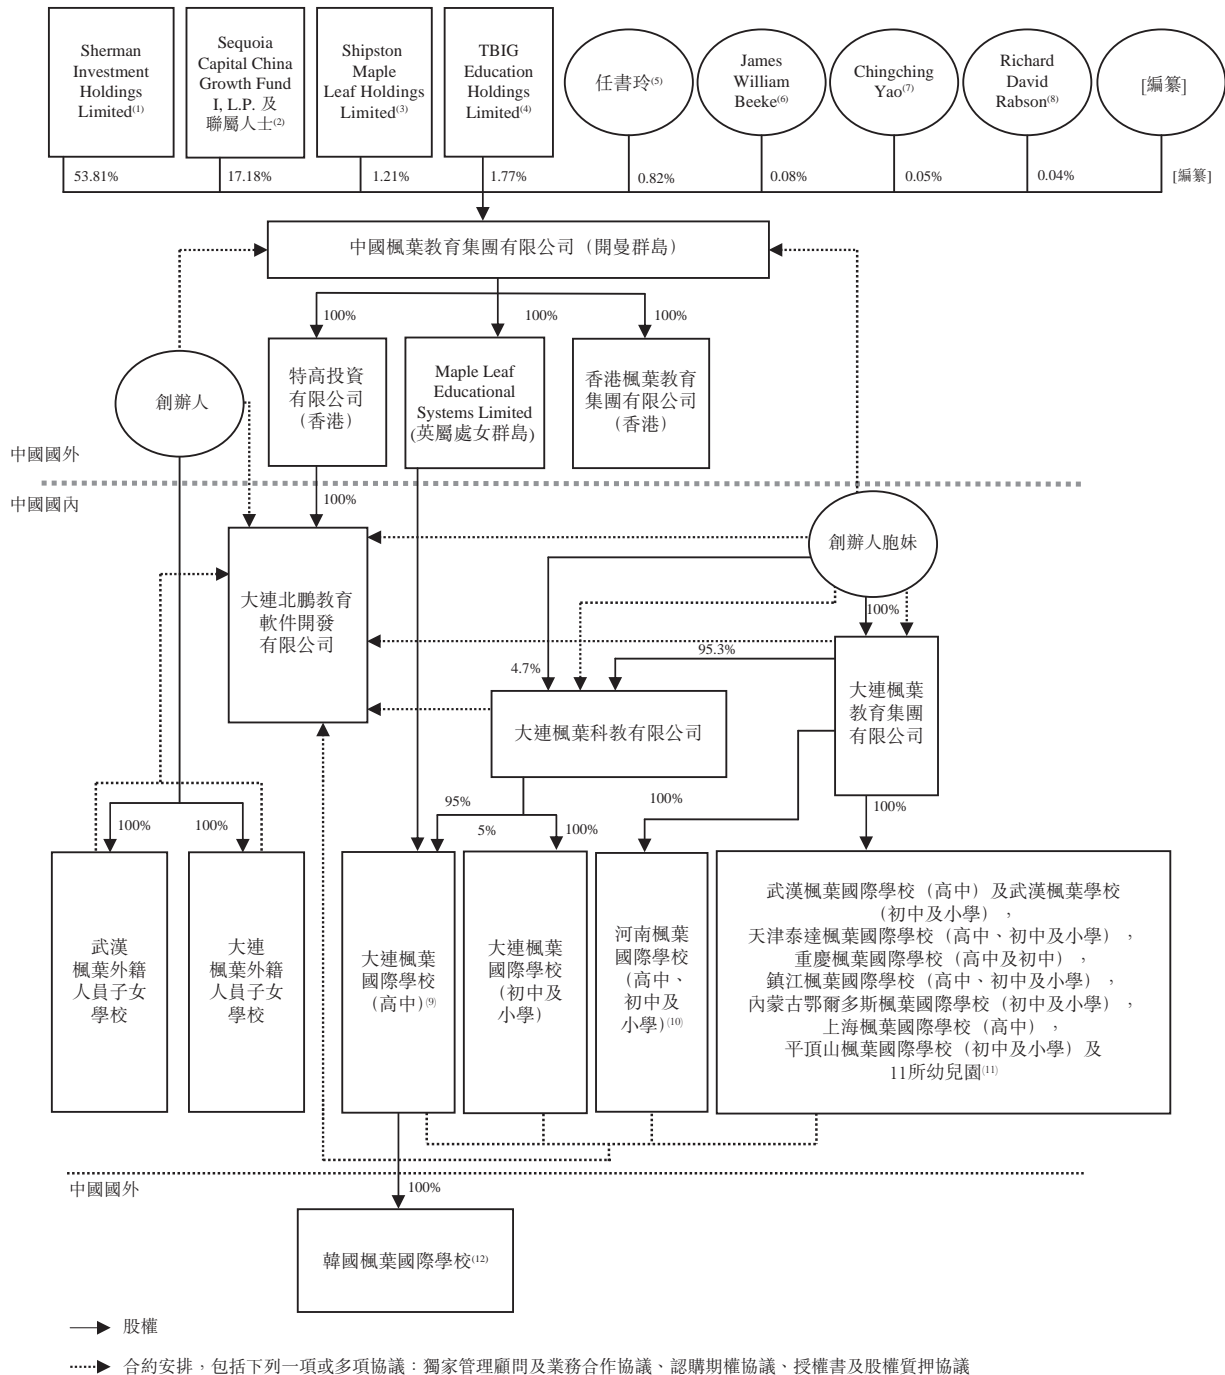 Sherman
Investment
Holdings
Limited(1)
Sequoia
Capital China
Growth Fund
I, L.P. 及
聯屬人士(2)
Shipston
Maple
Leaf Holdings
Limited(3)
TBIG
Education
Holdings
Limited(4)
任書玲(5)
James
William
Beeke(6)
Chingching
Yao(7)
Richard
David
Rabson(8)
[編纂]
53.81%
17.18%
1.21%
1.77%
0.82%
0.08%
0.05%
0.04%
[編纂]
中國楓葉教育集團有限公司（開曼群島）
100%
100%
100%
創辦人
特高投資
有限公司
（香港）
Maple Leaf
Educational
Systems Limited
(英屬處女群島)
香港楓葉教育
集團有限公司
（香港）
中國國外
中國國內
100%
創辦人胞妹
大連北鵬教育
軟件開發
有限公司
100%
95.3%
4.7%
大連楓葉科教有限公司
大連楓葉
教育集團
有限公司
100%
100%
95%
5%
100%
100%
100%
武漢
楓葉外籍
人員子女
學校
大連
楓葉外籍
人員子女
學校
大連楓葉
國際學校
（高中）(9)
大連楓葉
國際學校
（初中及
小學）
河南楓葉
國際學校
（高中、
初中及
小學）(10)
武漢楓葉國際學校（高中）及武漢楓葉學校
（初中及小學），
天津泰達楓葉國際學校（高中、初中及小學），
重慶楓葉國際學校（高中及初中），
鎮江楓葉國際學校（高中、初中及小學），
內蒙古鄂爾多斯楓葉國際學校（初中及小學），
上海楓葉國際學校（高中），
平頂山楓葉國際學校（初中及小學）及
11所幼兒園(11)
中國國外
100%
韓國楓葉國際學校(12)
股權
合約安排，包括下列一項或多項協議：獨家管理顧問及業務合作協議、認購期權協議、授權書及股權質押協議